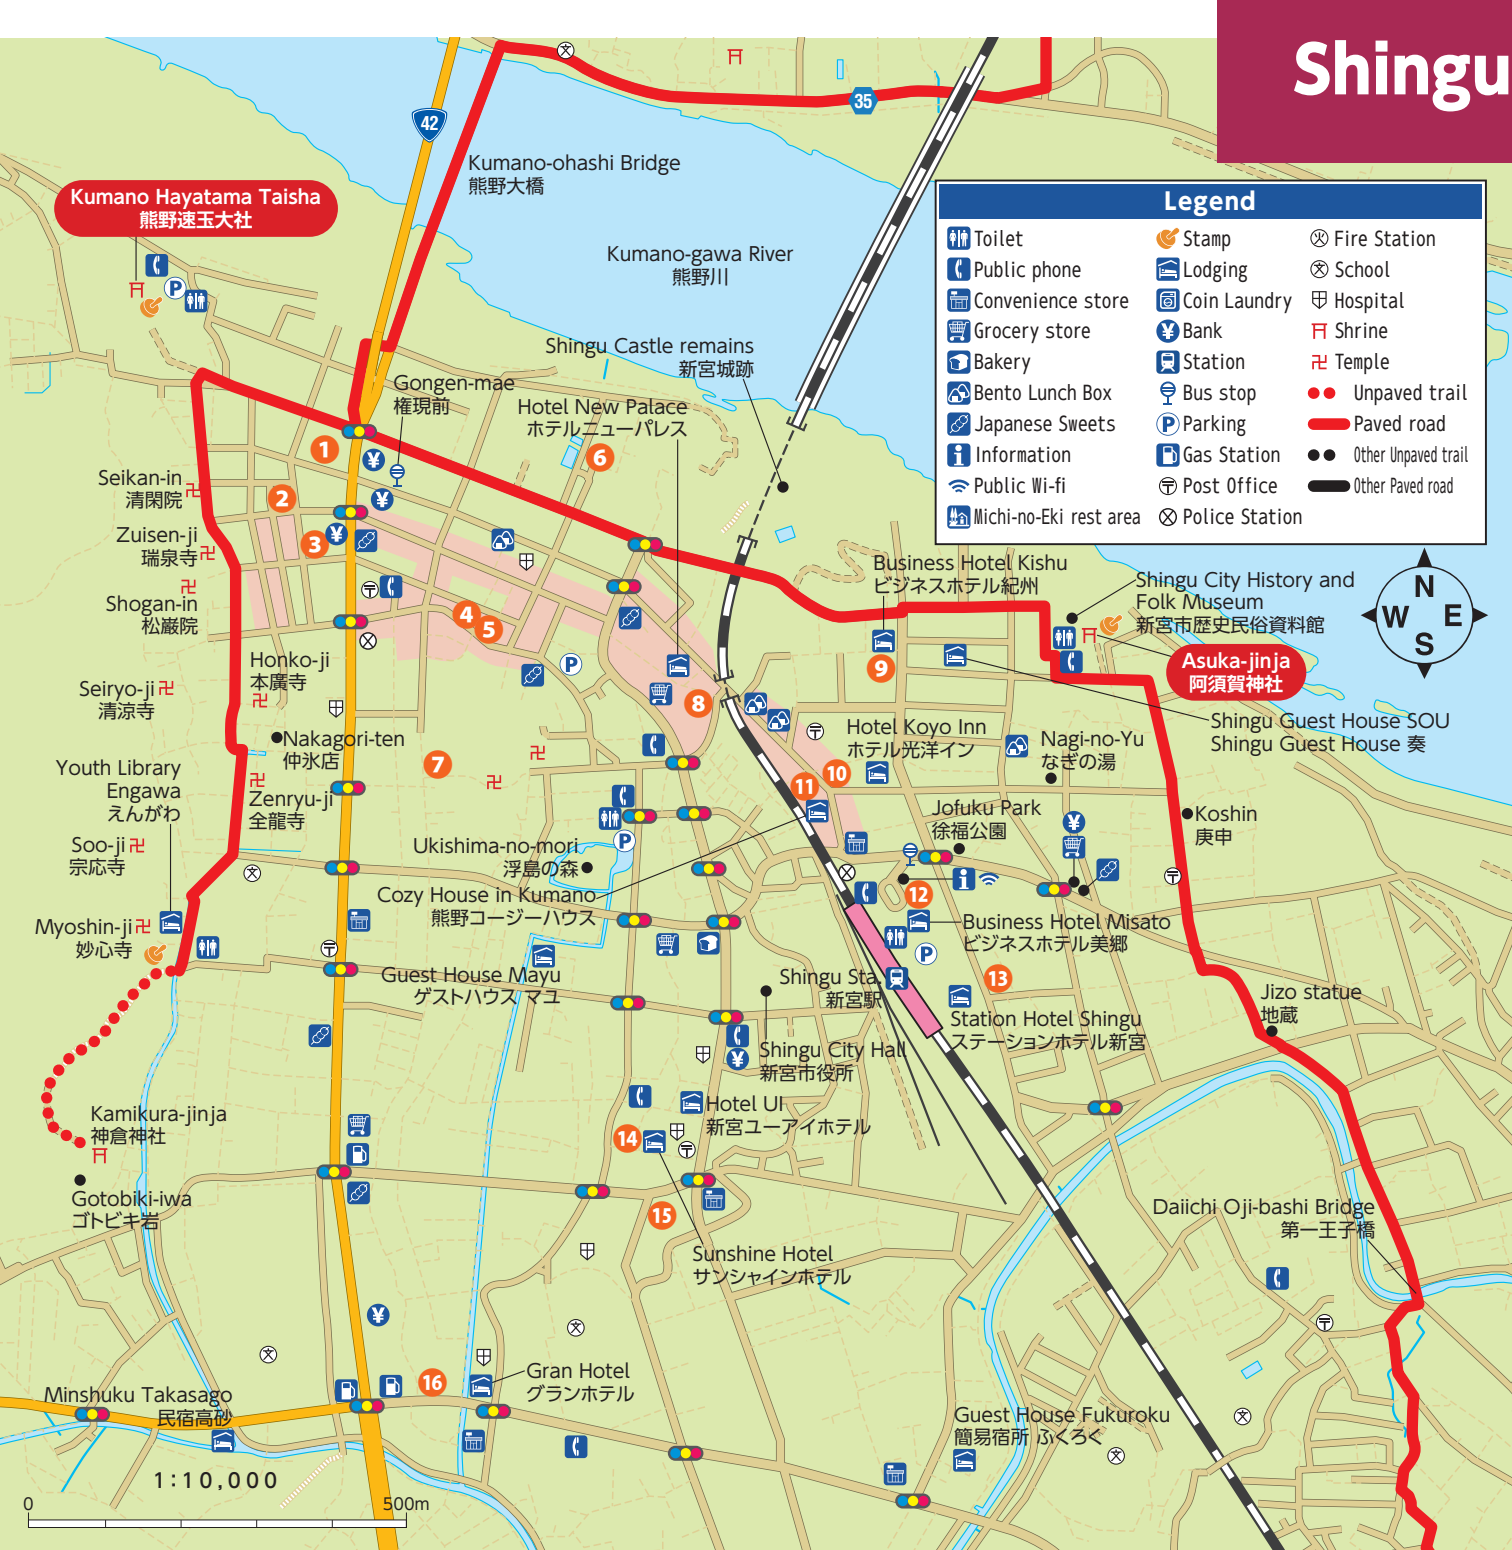 Shingu
35
42
Kumano-ohashi Bridge
熊野大橋
Kumano Hayatama Taisha
熊野速玉大社
Kumano-gawa River
熊野川
Legend
Toilet
Public phone
Convenience store
Grocery store
Bakery
Bento Lunch Box
Japanese Sweets
Information
Public Wi-fi
Michi-no-Eki rest area
Stamp
Lodging
Coin Laundry
Bank
Station
Bus stop
Parking
Gas Station
Post Office
Police Station
Fire Station
School
Hospital
Shrine
Temple
Unpaved trail
Paved road
Other Unpaved trail
Other Paved road
Shingu Castle remains
新宮城跡
Gongen-mae
権現前
Hotel New Palace
ホテルニューパレス
1
6
Seikan-in
清閑院
2
Zuisen-ji
瑞泉寺
3
Shogan-in
松巌院
4
5
Business Hotel Kishu
ビジネスホテル紀州
Shingu City History and
Folk Museum
新宮市歴史民俗資料館
N
W
E
S
Asuka-jinja
阿須賀神社
9
Honko-ji
本廣寺
Seiryo-ji
清涼寺
8
Shingu Guest House SOU
Shingu Guest House 奏
Nakagori-ten
仲氷店
7
Hotel Koyo Inn
ホテル光洋イン
Nagi-no-Yu
なぎの湯
Youth Library
Engawa
えんがわ
Zenryu-ji
全龍寺
10
11
Jofuku Park
徐福公園
Koshin
庚申
Soo-ji
宗応寺
Ukishima-no-mori
浮島の森
Cozy House in Kumano
熊野コージーハウス
12
Myoshin-ji
妙心寺
Business Hotel Misato
ビジネスホテル美郷
Guest House Mayu
ゲストハウス マユ
Shingu Sta.
新宮駅
13
Jizo statue
地蔵
Station Hotel Shingu
ステーションホテル新宮
Shingu City Hall
新宮市役所
Kamikura-jinja
神倉神社
Hotel UI
新宮ユーアイホテル
14
Gotobiki-iwa
ゴトビキ岩
15
Daiichi Oji-bashi Bridge
第一王子橋
Sunshine Hotel
サンシャインホテル
Gran Hotel
グランホテル
16
Minshuku Takasago
民宿高砂
Guest House Fukuroku
簡易宿所 ふくろく
1:10,000
0
500m